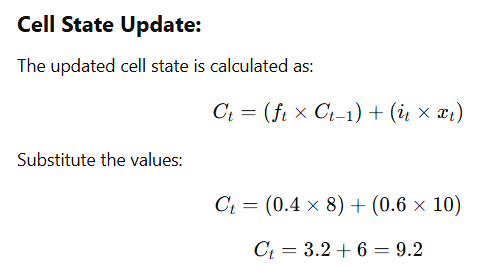 Cell State Update:
The updated cell state is calculated as:
Cₜ = (fₜ × Cₜ₋₁) + (iₜ × xₜ)
Substitute the values:
Cₜ = (0.4 × 8) + (0.6 × 10)
Cₜ = 3.2 + 6 = 9.2